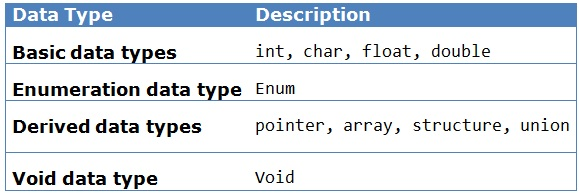 Data Type Description
Basic data types int, char, float, double
Enumeration data type Enum
Derived data types pointer, array, structure, union
Void data type Void